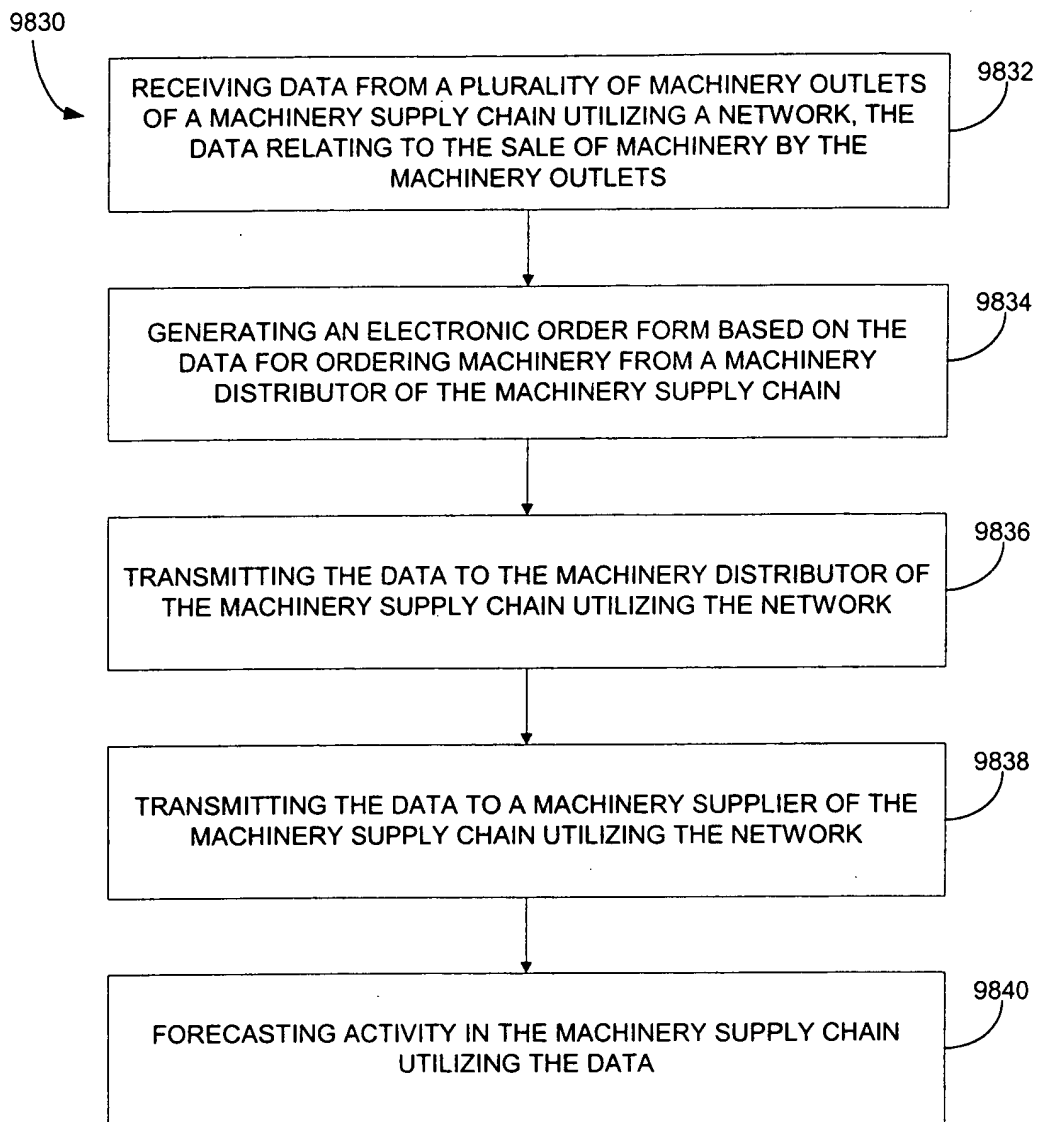 9830
RECEIVING DATA FROM A PLURALITY OF MACHINERY OUTLETS
OF A MACHINERY SUPPLY CHAIN UTILIZING A NETWORK, THE
DATA RELATING TO THE SALE OF MACHINERY BY THE
MACHINERY OUTLETS
9832
GENERATING AN ELECTRONIC ORDER FORM BASED ON THE
DATA FOR ORDERING MACHINERY FROM A MACHINERY
DISTRIBUTOR OF THE MACHINERY SUPPLY CHAIN
9834
TRANSMITTING THE DATA TO THE MACHINERY DISTRIBUTOR OF
THE MACHINERY SUPPLY CHAIN UTILIZING THE NETWORK
9836
TRANSMITTING THE DATA TO A MACHINERY SUPPLIER OF THE
MACHINERY SUPPLY CHAIN UTILIZING THE NETWORK
9838
FORECASTING ACTIVITY IN THE MACHINERY SUPPLY CHAIN
UTILIZING THE DATA
9840